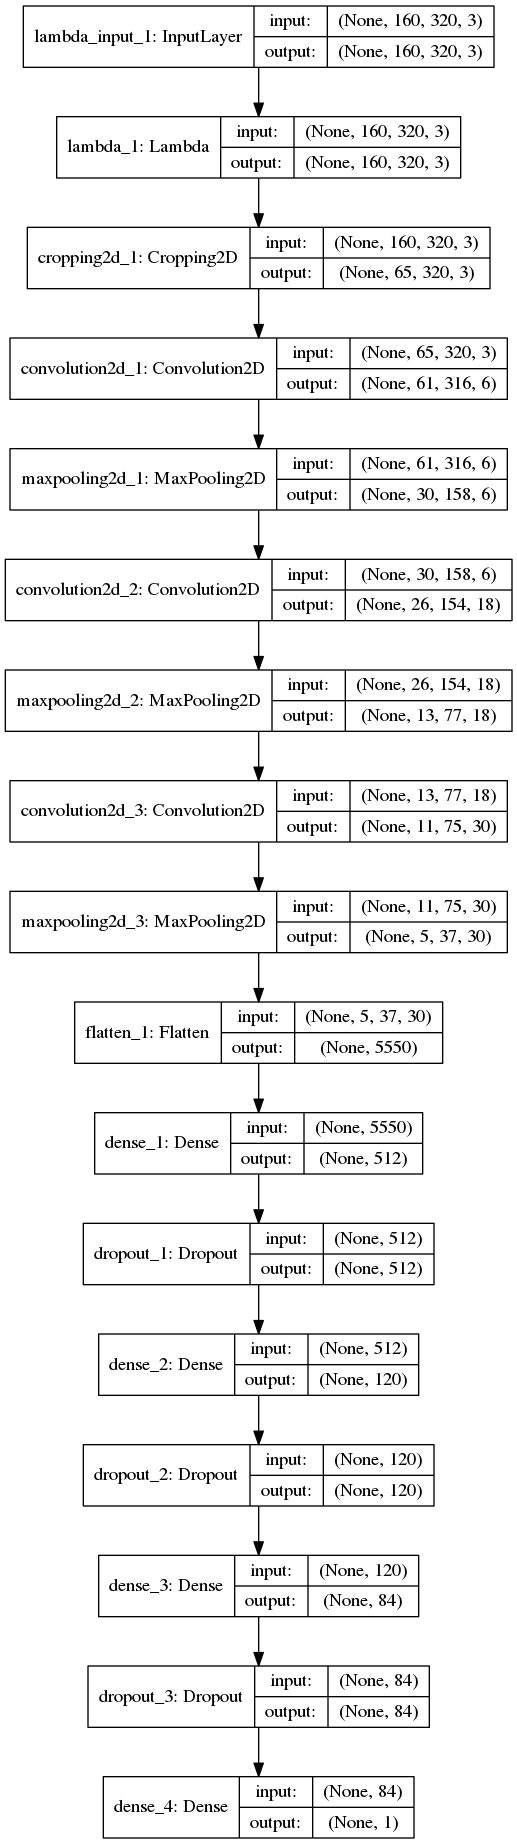 lambda_input_1: InputLayer
input: (None, 160, 320, 3)
output: (None, 160, 320, 3)
lambda_1: Lambda
input: (None, 160, 320, 3)
output: (None, 160, 320, 3)
cropping2d_1: Cropping2D
input: (None, 160, 320, 3)
output: (None, 65, 320, 3)
convolution2d_1: Convolution2D
input: (None, 65, 320, 3)
output: (None, 61, 316, 6)
maxpooling2d_1: MaxPooling2D
input: (None, 61, 316, 6)
output: (None, 30, 158, 6)
convolution2d_2: Convolution2D
input: (None, 30, 158, 6)
output: (None, 26, 154, 18)
maxpooling2d_2: MaxPooling2D
input: (None, 26, 154, 18)
output: (None, 13, 77, 18)
convolution2d_3: Convolution2D
input: (None, 13, 77, 18)
output: (None, 11, 75, 30)
maxpooling2d_3: MaxPooling2D
input: (None, 11, 75, 30)
output: (None, 5, 37, 30)
flatten_1: Flatten
input: (None, 5, 37, 30)
output: (None, 5550)
dense_1: Dense
input: (None, 5550)
output: (None, 512)
dropout_1: Dropout
input: (None, 512)
output: (None, 512)
dense_2: Dense
input: (None, 512)
output: (None, 120)
dropout_2: Dropout
input: (None, 120)
output: (None, 120)
dense_3: Dense
input: (None, 120)
output: (None, 84)
dropout_3: Dropout
input: (None, 84)
output: (None, 84)
dense_4: Dense
input: (None, 84)
output: (None, 1)